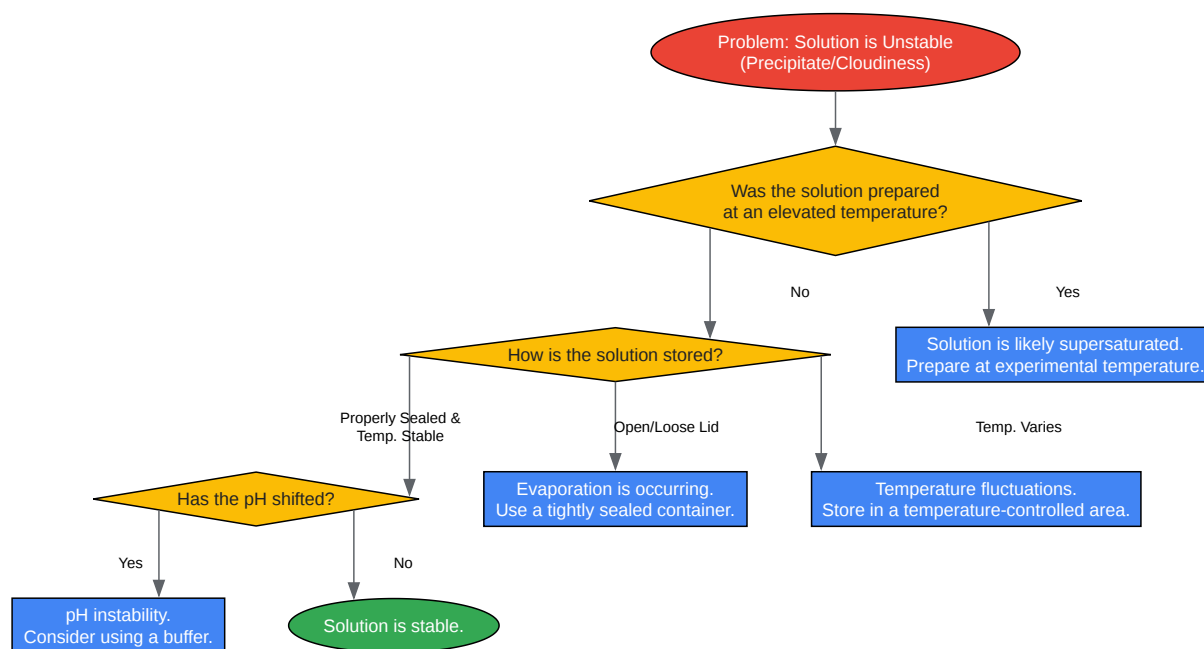 Problem: Solution is Unstable
(Precipitate/Cloudiness)
Was the solution prepared
at an elevated temperature?
No
Yes
Solution is likely supersaturated.
Prepare at experimental temperature.
How is the solution stored?
Properly Sealed &
Temp. Stable
Open/Loose Lid
Temp. Varies
Has the pH shifted?
Evaporation is occurring.
Use a tightly sealed container.
Temperature fluctuations.
Store in a temperature-controlled area.
Yes
No
pH instability.
Consider using a buffer.
Solution is stable.